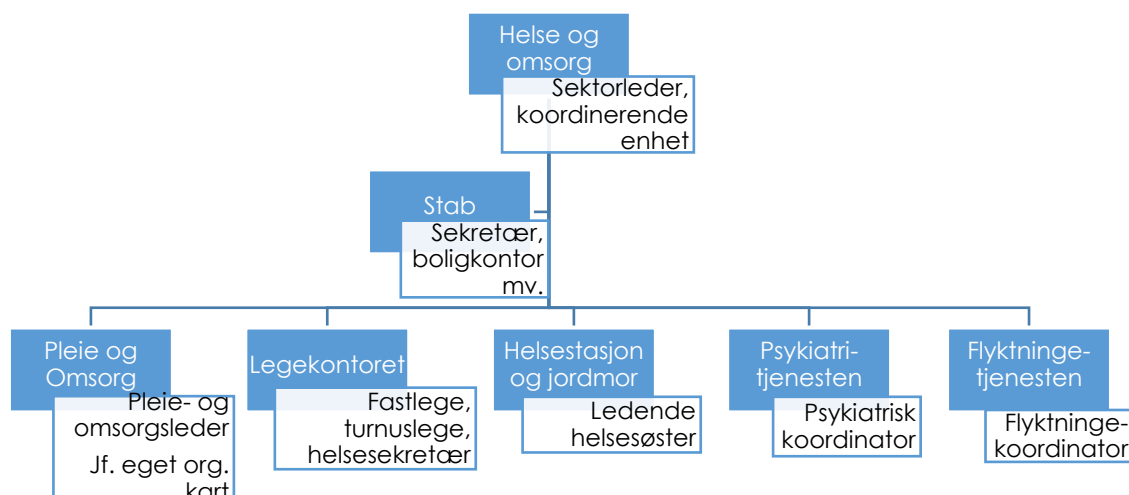 Helse og
omsorg
Sektorleder,
koordinerende
enhet
Stab
Sekretær,
boligkontor
mv.
Pleie og
Omsorg
Pleie- og
omsorgsleder
Jf. eget org.
kart
Legekontoret
Fastlege,
turnuslege,
helsesekretær
Helsestasjon
og jordmor
Ledende
helsesøster
Psykiatri-
tjenesten
Psykiatrisk
koordinator
Flyktninge-
tjenesten
Flyktninge-
koordinator